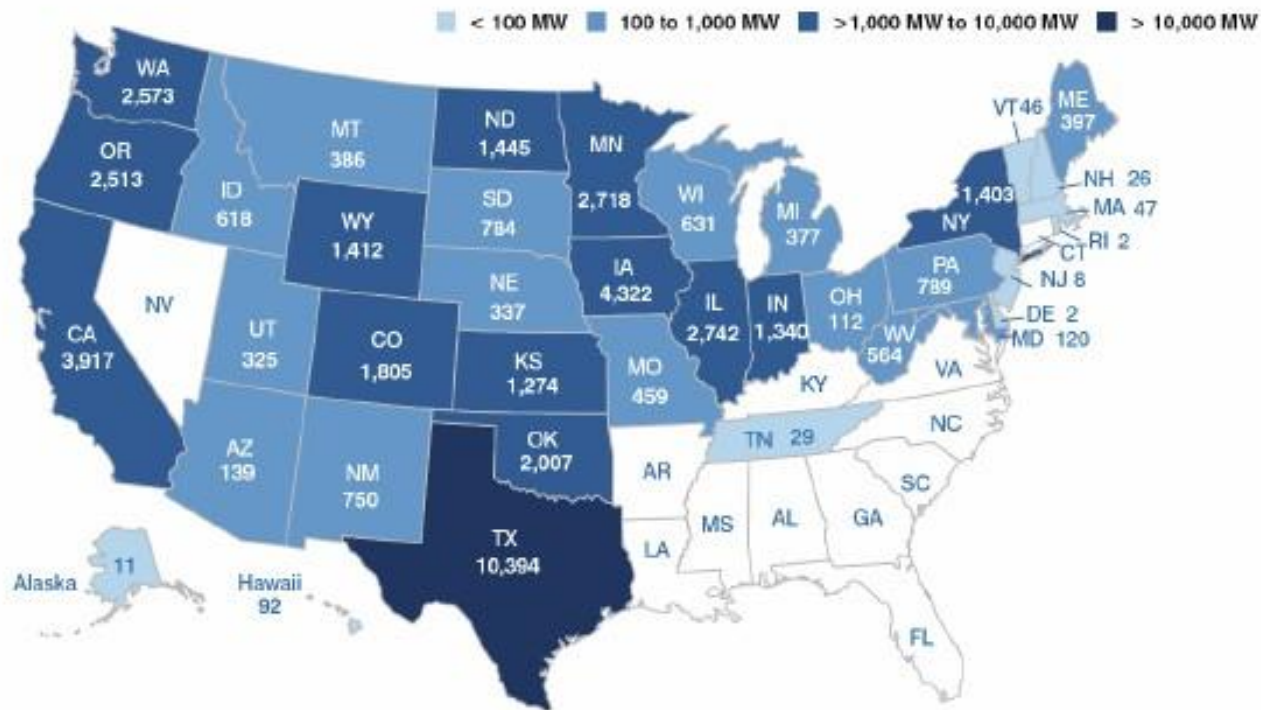 < 100 MW 100 to 1,000 MW >1,000 MW to 10,000 MW > 10,000 MW
WA
2,573
OR
2,513
CA
3,917
NV
ID
618
MT
386
WY
1,412
UT
325
AZ
139
CO
1,805
NM
750
ND
1,445
SD
784
NE
337
KS
1,274
OK
2,007
TX
10,394
MN
2,718
IA
4,322
MO
459
AR
LA
WI
631
IL
2,742
MI
377
IN
1,340
OH
112
KY
TN 29
MS
AL
GA
FL
SC
NC
VA
WV
564
PA
789
1,403
NY
VT46
ME
397
NH 26
MA 47
RI 2
CT
NJ 8
DE 2
MD 120
Alaska
11
Hawaii
92